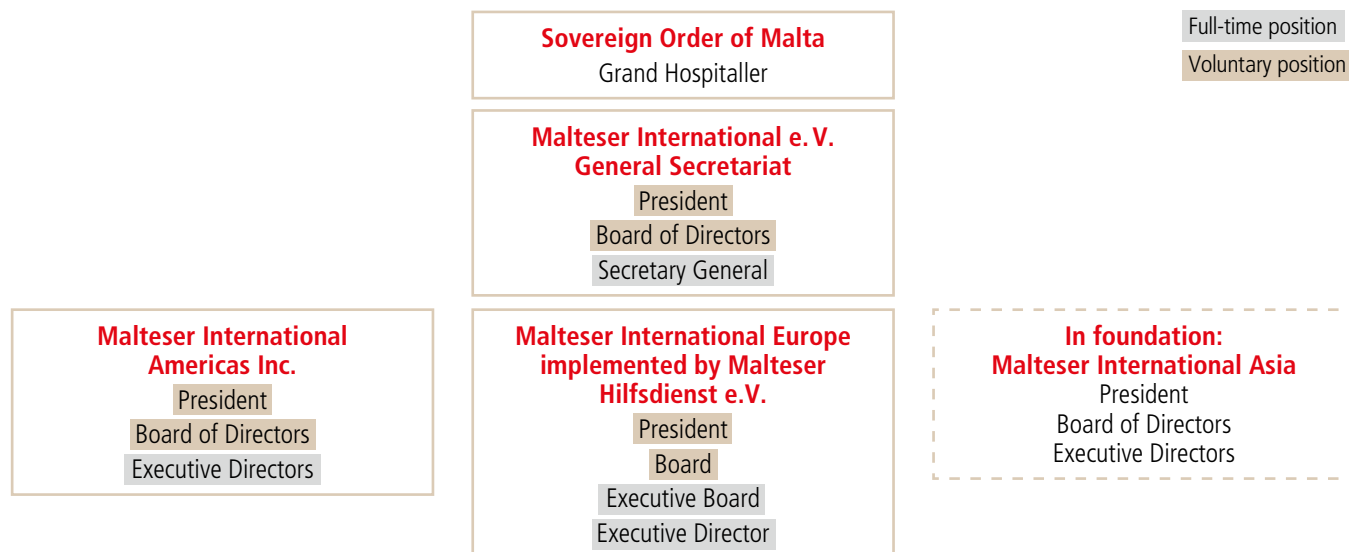 Sovereign Order of Malta
Grand Hospitaller
Full-time position
Voluntary position
Malteser International e. V.
General Secretariat
President
Board of Directors
Secretary General
Malteser International
Americas Inc.
President
Board of Directors
Executive Directors
Malteser International Europe
implemented by Malteser
Hilfsdienst e.V.
President
Board
Executive Board
Executive Director
In foundation:
Malteser International Asia
President
Board of Directors
Executive Directors